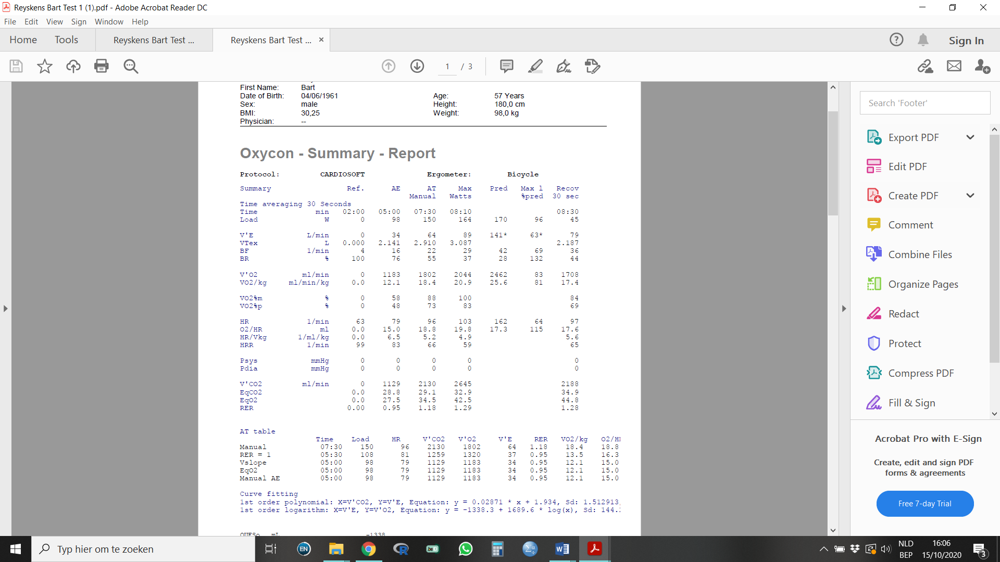 Reyskens Bart Test 1 (1).pdf - Adobe Acrobat Reader DC
File Edit View Sign Window Help
Home Tools Reyskens Bart Test ... Reyskens Bart Test ... × Sign In
1 / 3
First Name: Bart
Date of Birth: 04/06/1961 Age: 57 Years
Sex: male Height: 180,0 cm
BMI: 30,25 Weight: 98,0 kg
Physician: --
Oxycon - Summary - Report
Protocol: CARDIOSOFT Ergometer: Bicycle
Summary Ref. AE AT Max Pred Max l Recov
Manual Watts %pred 30 sec
Time averaging 30 Seconds
Time min 02:00 05:00 07:30 08:10 08:30
Load W 0 98 150 164 170 96 45
V'E L/min 0 34 64 89 141* 63* 79
VTex L 0.000 2.141 2.910 3.087 2.187
BF 1/min 4 16 22 29 42 69 36
BR % 100 76 55 37 28 132 44
V'O2 ml/min 0 1183 1802 2044 2462 83 1708
VO2/kg ml/min/kg 0.0 12.1 18.4 20.9 25.6 81 17.4
VO2%m % 0 58 88 100 84
VO2%p % 0 48 73 83 69
HR 1/min 63 79 96 103 162 64 97
O2/HR ml 0.0 15.0 18.8 19.8 17.3 115 17.6
HR/Vkg 1/ml/kg 0.0 6.5 5.2 4.9 5.6
HRR 1/min 99 83 66 59 65
Psys mmHg 0 0 0 0 0
Pdia mmHg 0 0 0 0 0
V'CO2 ml/min 0 1129 2130 2645 2188
EqCO2 0.0 28.8 29.1 32.9 34.9
EqO2 0.0 27.5 34.5 42.5 44.8
RER 0.00 0.95 1.18 1.29 1.28
AT table
Time Load HR V'CO2 V'O2 V'E RER VO2/kg O2/H
Manual 07:30 150 96 2130 1802 64 1.18 18.4 18.8
RER = 1 05:30 108 81 1259 1320 37 0.95 13.5 16.3
Vslope 05:00 98 79 1129 1183 34 0.95 12.1 15.0
EqO2 05:00 98 79 1129 1183 34 0.95 12.1 15.0
Manual AE 05:00 98 79 1129 1183 34 0.95 12.1 15.0
Curve fitting
1st order polynomial: X=V'CO2, Y=V'E, Equation: y = 0.02871 * x + 1.934, Sd: 1.512913,
1st order logarithm: X=V'E, Y=V'O2, Equation: y = -1338.3 + 1689.6 * log(x), Sd: 144.
mL -1338
Search 'Footer'
Export PDF
Edit PDF
Create PDF
Comment
Combine Files
Organize Pages
Redact
Protect
Compress PDF
Fill & Sign
Acrobat Pro with E-Sign
Create, edit and sign PDF
forms & agreements
Free 7-day Trial
Typ hier om te zoeken
EN
NLD
BEP
16:06
15/10/2020
3